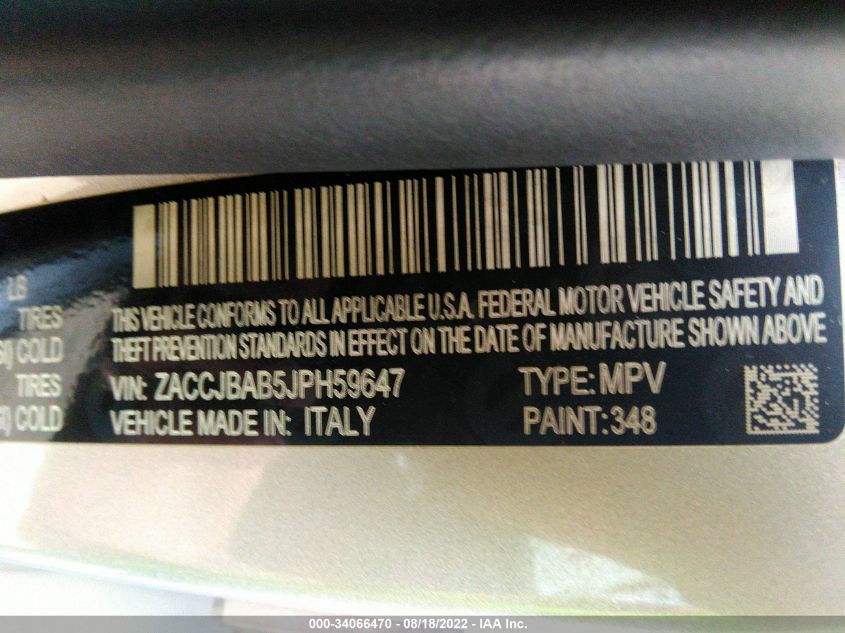 LB
TIRES
COLD
TIRES
COLD
THIS VEHICLE CONFORMS TO ALL APPLICABLE U.S.A. FEDERAL MOTOR VEHICLE SAFETY AND
THEFT PREVENTION STANDARDS IN EFFECT ON THE DATE OF MANUFACTURE SHOWN ABOVE
VIN: ZACCJBAB5JPH59647 TYPE: MPV
VEHICLE MADE IN: ITALY PAINT: 348
000-34066470 - 08/18/2022 - IAA Inc.